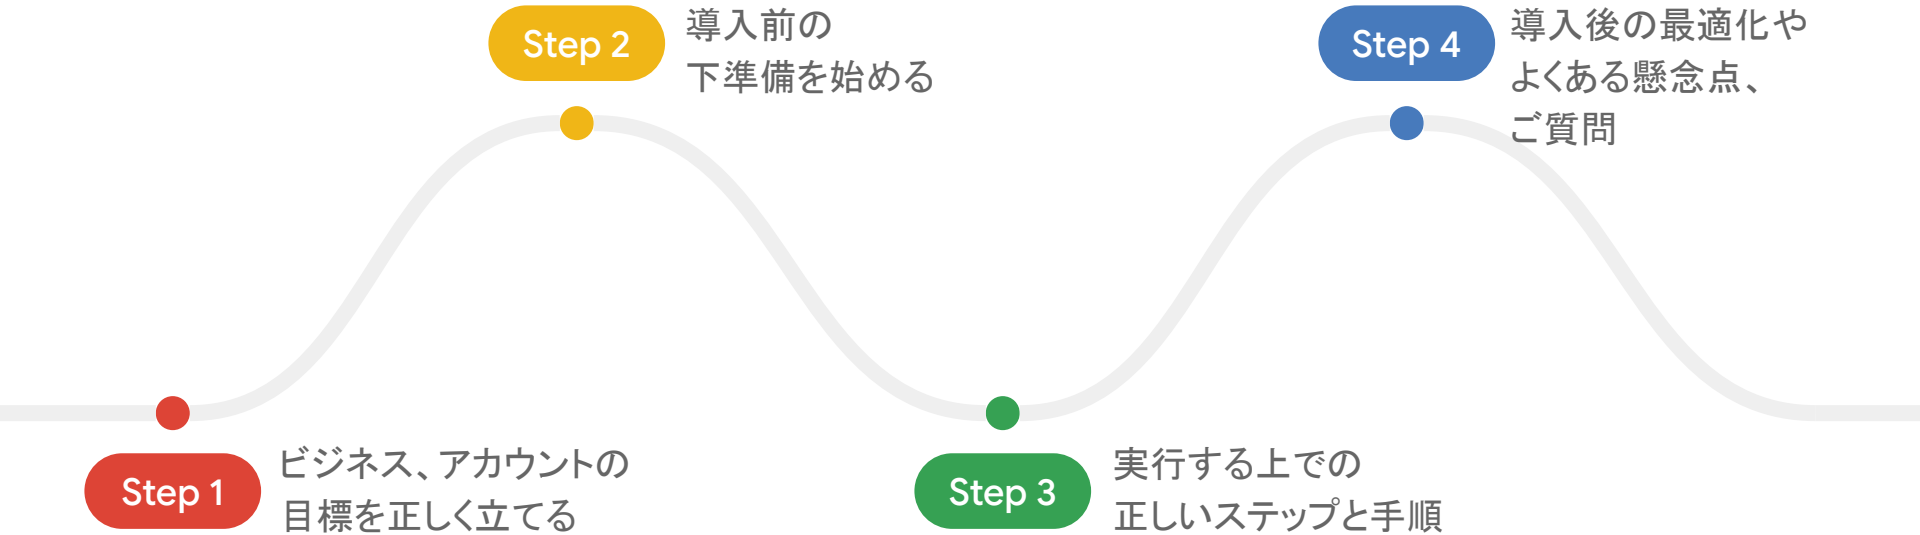 Step 1
ビジネス、アカウントの
目標を正しく立てる
Step 2
導入前の
下準備を始める
Step 3
実行する上での
正しいステップと手順
Step 4
導入後の最適化や
よくある懸念点、
ご質問